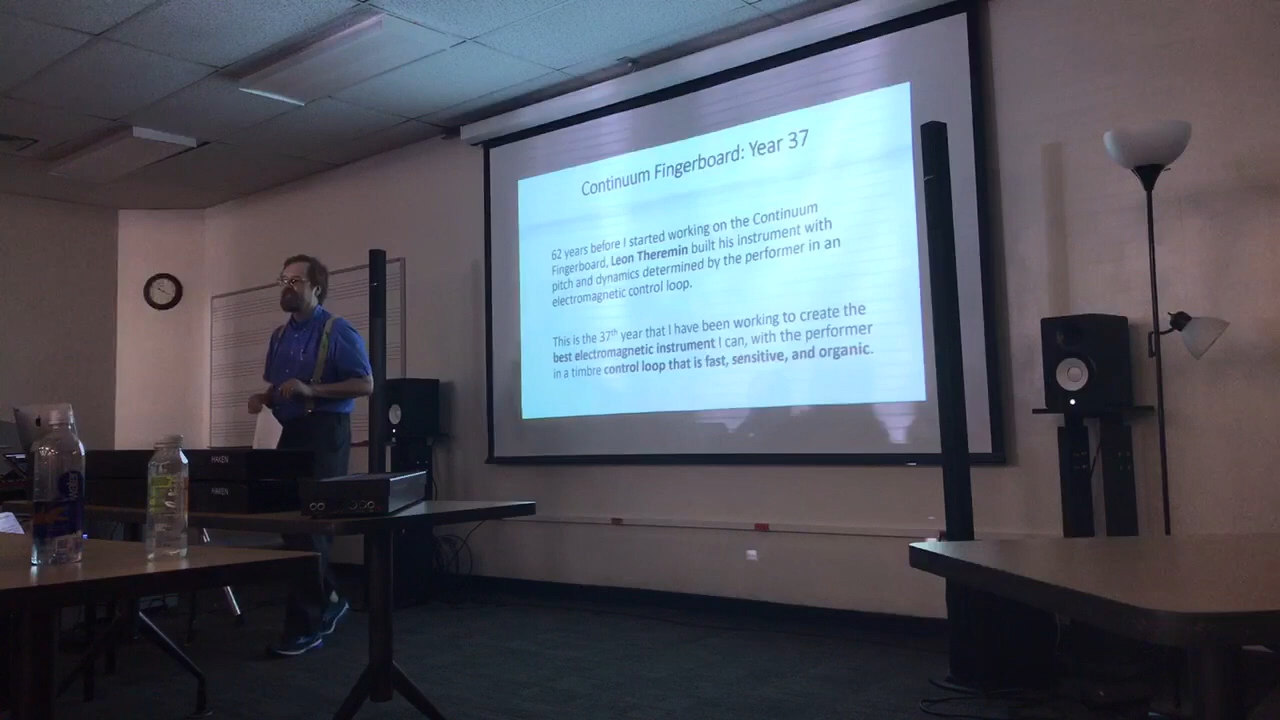 Continuum Fingerboard: Year 37
62 years before I started working on the Continuum
Fingerboard, Leon Theremin built his instrument with
pitch and dynamics determined by the performer in an
electromagnetic control loop.
This is the 37th year that I have been working to create the
best electromagnetic instrument I can, with the performer
in a timbre control loop that is fast, sensitive, and organic.
HAKEN
HAKEN